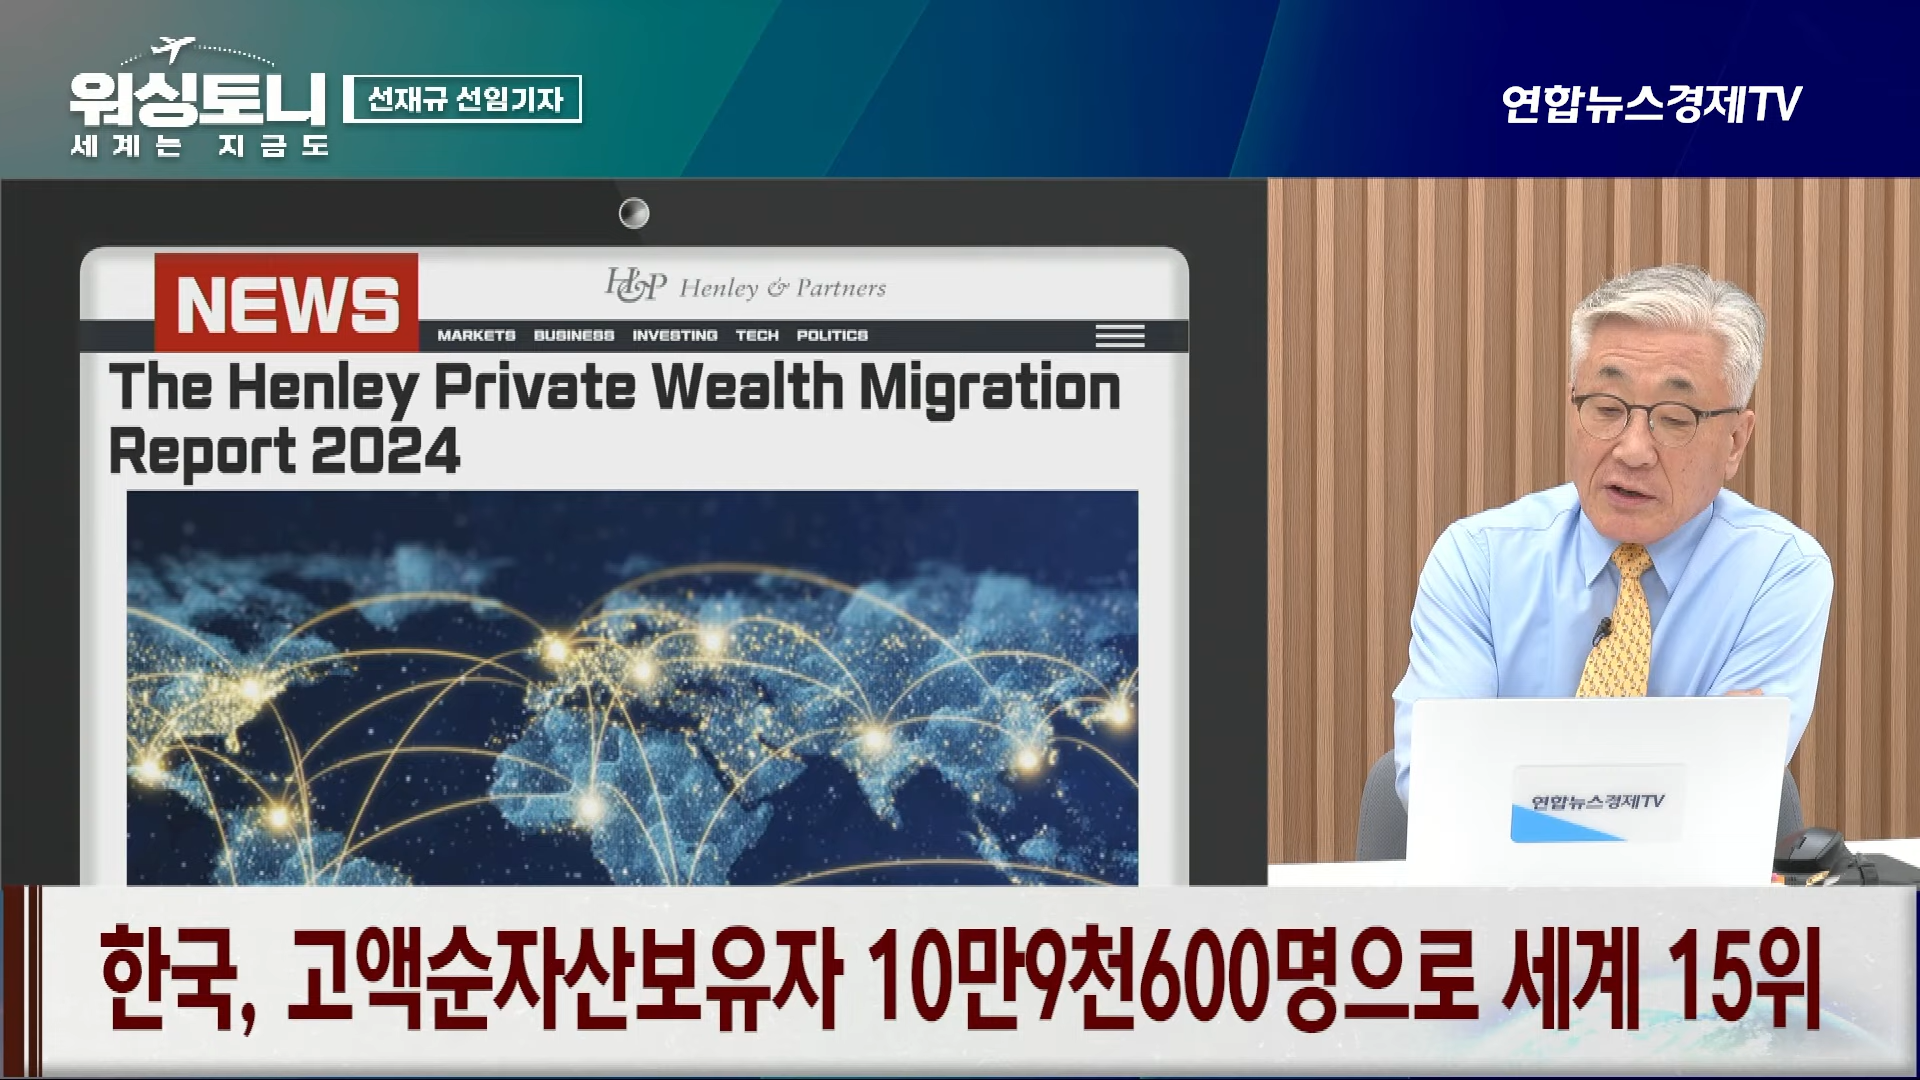 워싱토니
세계는 지금도
선재규 선임기자
연합뉴스경제TV
NEWS
H&P Henley & Partners
MARKETS BUSINESS INVESTING TECH POLITICS
The Henley Private Wealth Migration
Report 2024
연합뉴스경제TV
한국, 고액순자산보유자 10만9천600명으로 세계 15위